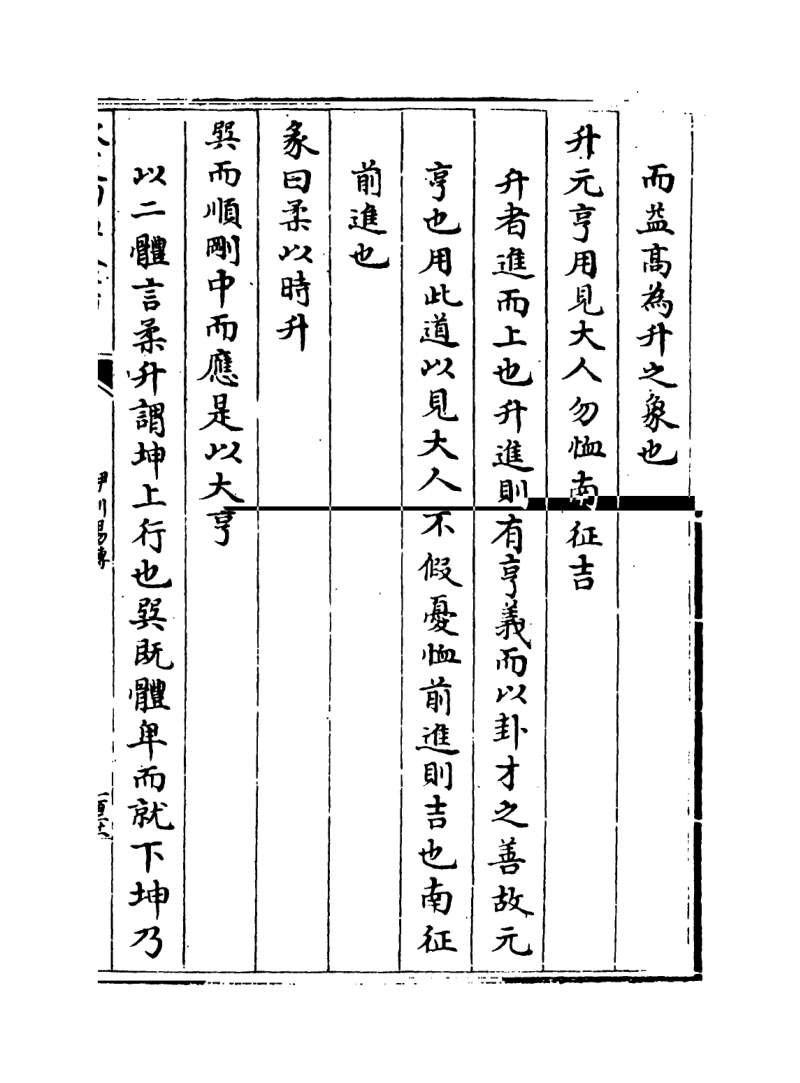 而益高為升之象也
升元亨用見大人勿恤南征吉
升者進而上也升進則有亨義而以卦才之善故元
亨也用此道以見大人不假憂恤前進則吉也南征
前進也
彖曰柔以時升
巽而順剛中而應是以大亨
以二體言柔升謂坤上行也巽既體卑而就下坤乃
伊川易傳